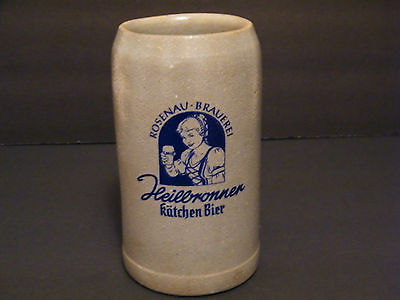 ROSENAU · BRAUEREI
Heilbronner
kätchen Bier